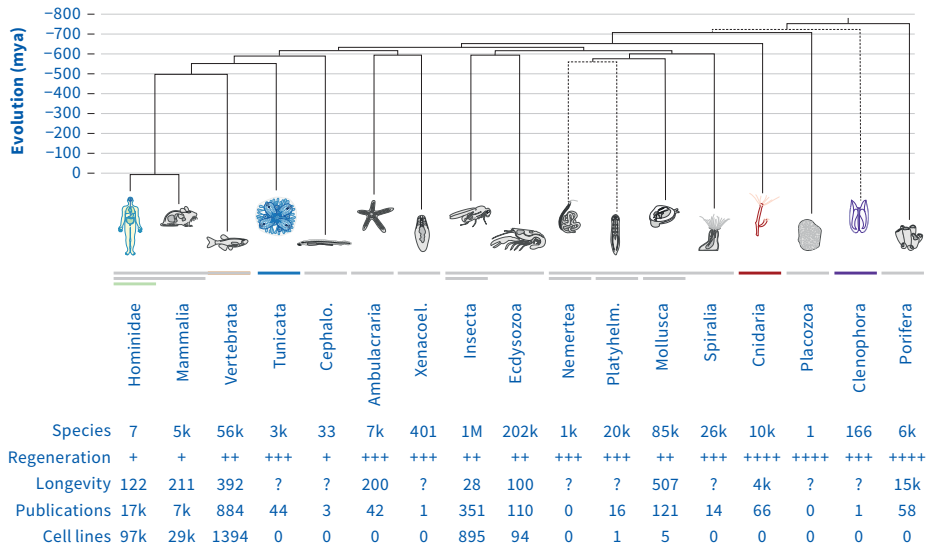 Evolution (mya)
−800
−700
−600
−500
−400
−300
−200
−100
0
Hominidae
Mammalia
Vertebrata
Tunicata
Cephalo.
Ambulacraria
Xenacoel.
Insecta
Ecdysozoa
Nemertea
Platyhelm.
Mollusca
Spiralia
Cnidaria
Placozoa
Clenophora
Porifera
Species 7 5k 56k 3k 33 7k 401 1M 202k 1k 20k 85k 26k 10k 1 166 6k
Regeneration + + ++ +++ + +++ +++ ++ ++ +++ +++ ++ +++ ++++ ++++ +++ ++++
Longevity 122 211 392 ? ? 200 ? 28 100 ? ? 507 ? 4k ? ? 15k
Publications 17k 7k 884 44 3 42 1 351 110 0 16 121 14 66 0 1 58
Cell lines 97k 29k 1394 0 0 0 0 895 94 0 1 5 0 0 0 0 0